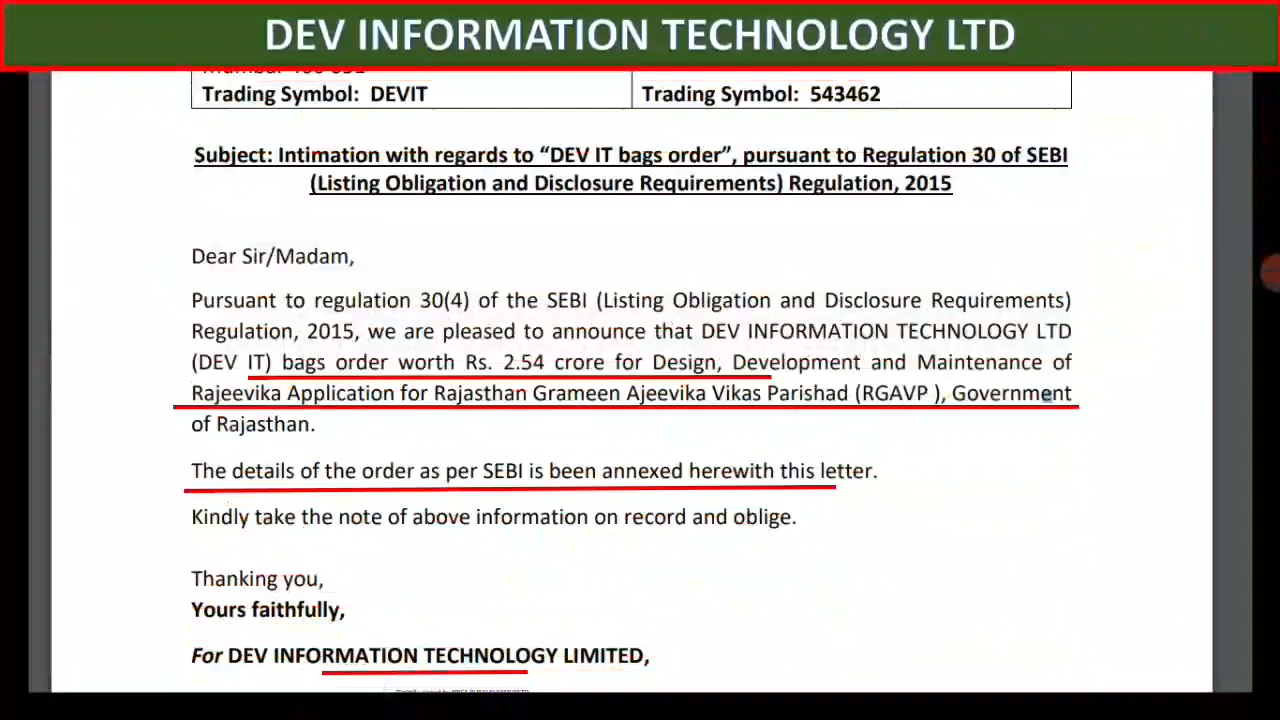 DEV INFORMATION TECHNOLOGY LTD
Trading Symbol: DEVIT
Trading Symbol: 543462
Subject: Intimation with regards to “DEV IT bags order”, pursuant to Regulation 30 of SEBI
(Listing Obligation and Disclosure Requirements) Regulation, 2015
Dear Sir/Madam,
Pursuant to regulation 30(4) of the SEBI (Listing Obligation and Disclosure Requirements)
Regulation, 2015, we are pleased to announce that DEV INFORMATION TECHNOLOGY LTD
(DEV IT) bags order worth Rs. 2.54 crore for Design, Development and Maintenance of
Rajeevika Application for Rajasthan Grameen Ajeevika Vikas Parishad (RGAVP ), Government
of Rajasthan.
The details of the order as per SEBI is been annexed herewith this letter.
Kindly take the note of above information on record and oblige.
Thanking you,
Yours faithfully,
For DEV INFORMATION TECHNOLOGY LIMITED,